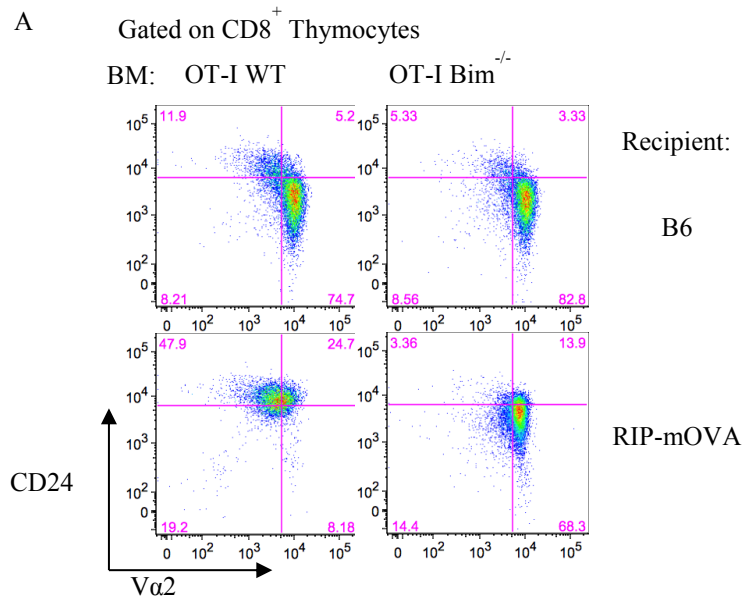 A
Gated on CD8+ Thymocytes
BM: OT-I WT OT-I Bim-/-
Recipient:
10^5 11.9 5.2 10^5 5.33 3.33
10^4 10^4
10^3 10^3
B6
10^2 10^2
0 8.21 74.7 0 8.56 82.8
0 10^2 10^3 10^4 10^5 0 10^2 10^3 10^4 10^5
10^5 47.9 24.7 10^5 3.36 13.9
10^4 10^4
RIP-mOVA
10^3 10^3
CD24
10^2 10^2
0 19.2 8.18 0 14.4 68.3
0 10^2 10^3 10^4 10^5 0 10^2 10^3 10^4 10^5
Vα2